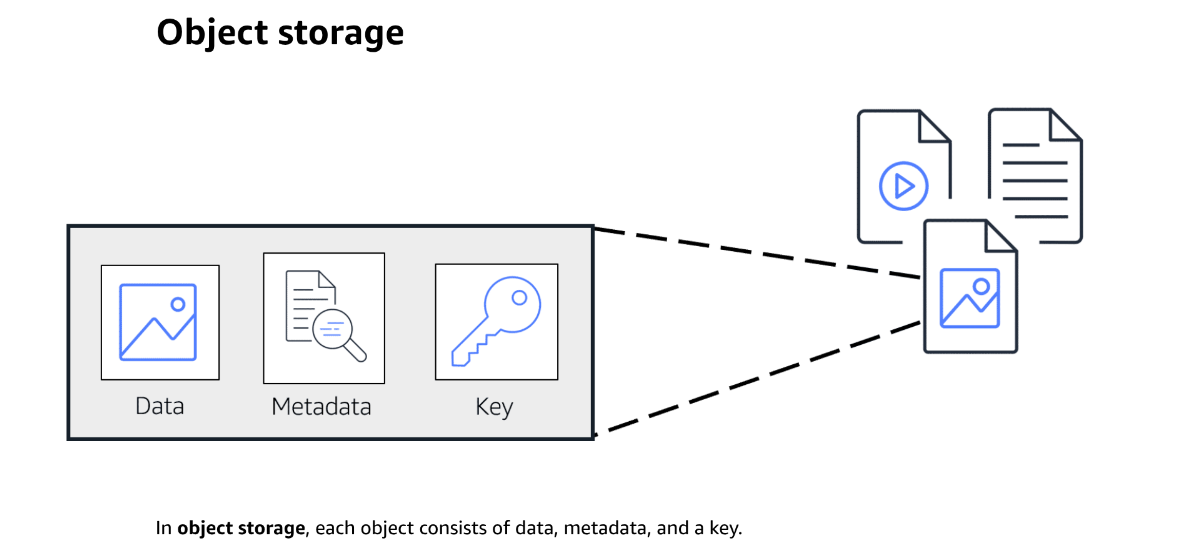 Object storage
Data
Metadata
Key
In object storage, each object consists of data, metadata, and a key.